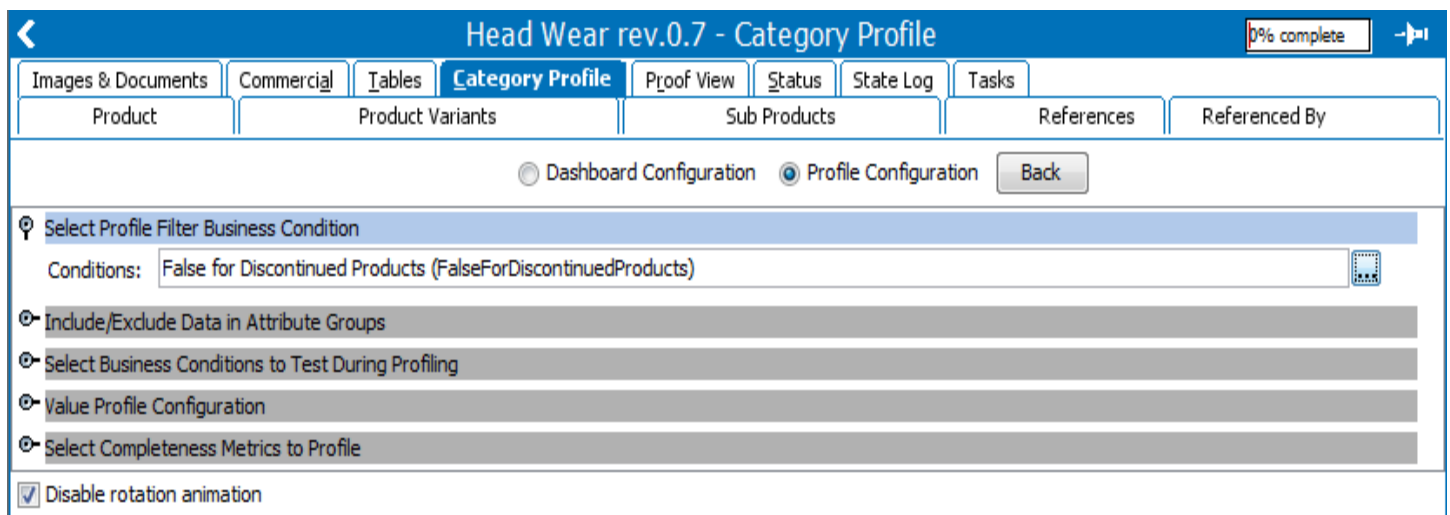 Head Wear rev.0.7 - Category Profile 0% complete
Images & Documents Commercial Tables Category Profile Proof View Status State Log Tasks
Product Product Variants Sub Products References Referenced By
Dashboard Configuration Profile Configuration Back
Select Profile Filter Business Condition
Conditions: False for Discontinued Products (FalseForDiscontinuedProducts) ...
Include/Exclude Data in Attribute Groups
Select Business Conditions to Test During Profiling
Value Profile Configuration
Select Completeness Metrics to Profile
Disable rotation animation